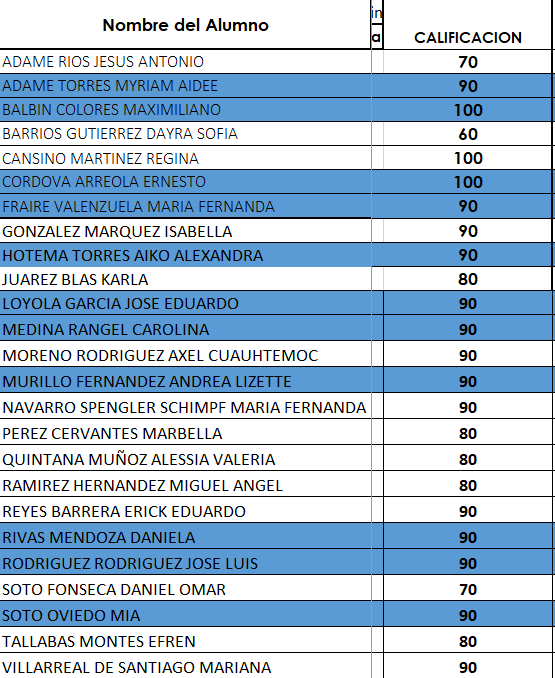 Nombre del Alumno in a CALIFICACION
ADAME RIOS JESUS ANTONIO 70
ADAME TORRES MYRIAM AIDEE 90
BALBIN COLORES MAXIMILIANO 100
BARRIOS GUTIERREZ DAYRA SOFIA 60
CANSINO MARTINEZ REGINA 100
CORDOVA ARREOLA ERNESTO 100
FRAIRE VALENZUELA MARIA FERNANDA 90
GONZALEZ MARQUEZ ISABELLA 90
HOTEMA TORRES AIKO ALEXANDRA 90
JUAREZ BLAS KARLA 80
LOYOLA GARCIA JOSE EDUARDO 90
MEDINA RANGEL CAROLINA 90
MORENO RODRIGUEZ AXEL CUAUHTEMOC 90
MURILLO FERNANDEZ ANDREA LIZETTE 90
NAVARRO SPENGLER SCHIMPF MARIA FERNANDA 90
PEREZ CERVANTES MARBELLA 80
QUINTANA MUÑOZ ALESSIA VALERIA 80
RAMIREZ HERNANDEZ MIGUEL ANGEL 80
REYES BARRERA ERICK EDUARDO 90
RIVAS MENDOZA DANIELA 90
RODRIGUEZ RODRIGUEZ JOSE LUIS 90
SOTO FONSECA DANIEL OMAR 70
SOTO OVIEDO MIA 90
TALLABAS MONTES EFREN 80
VILLARREAL DE SANTIAGO MARIANA 90